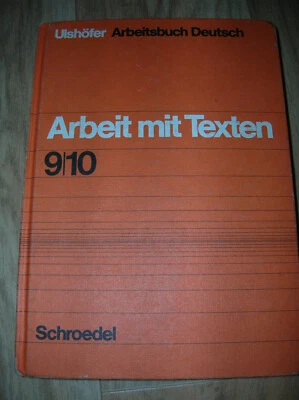 Ulshöfer Arbeitsbuch Deutsch
Arbeit mit Texten
9|10
Schroedel